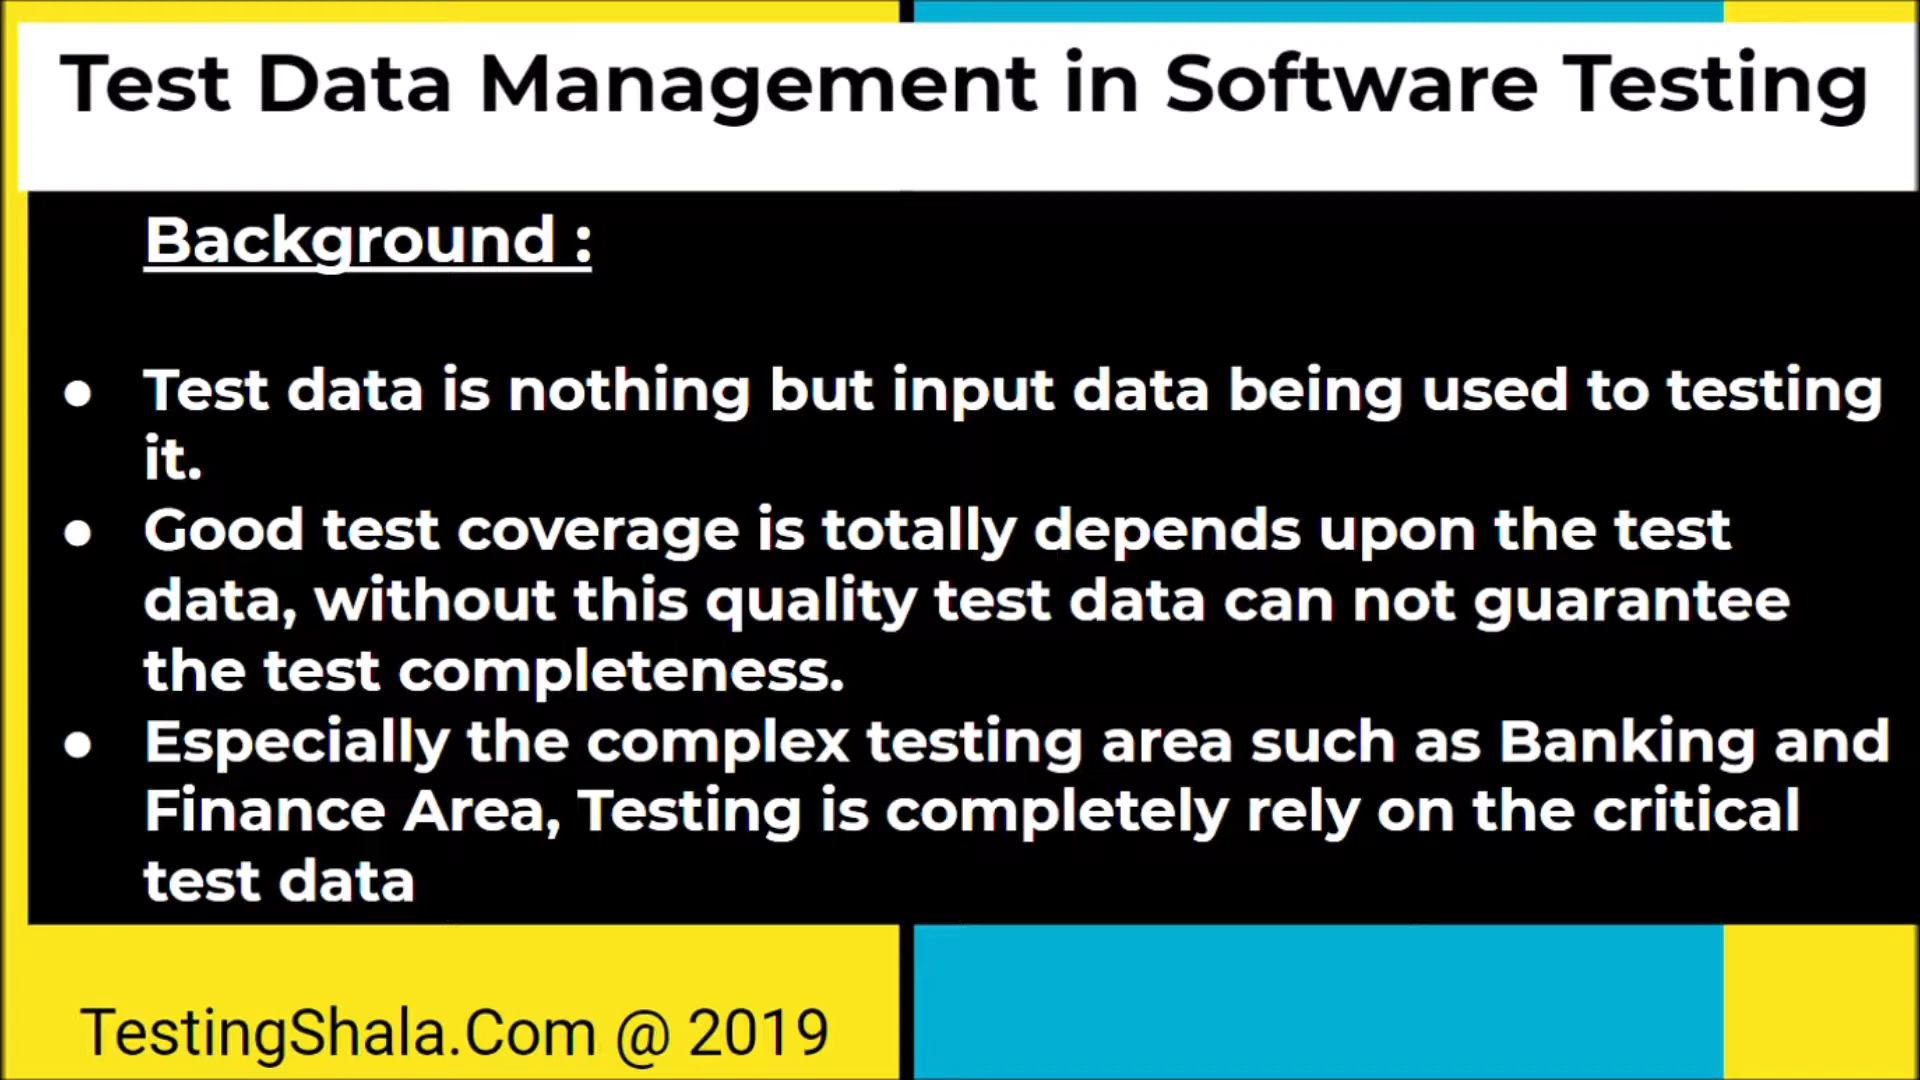 Test Data Management in Software Testing
Background :
● Test data is nothing but input data being used to testing
it.
● Good test coverage is totally depends upon the test
data, without this quality test data can not guarantee
the test completeness.
● Especially the complex testing area such as Banking and
Finance Area, Testing is completely rely on the critical
test data
TestingShala.Com @ 2019